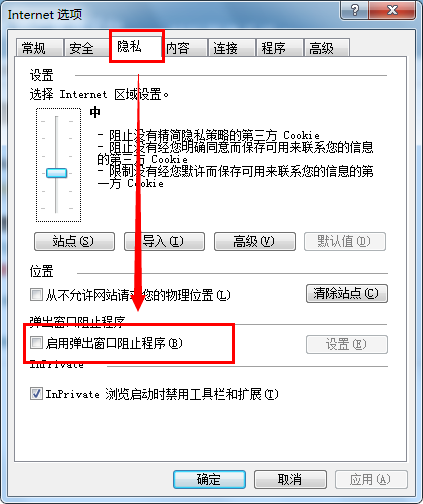 Internet 选项
常规 安全 隐私 内容 连接 程序 高级
设置
选择 Internet 区域设置。
中
- 阻止没有精简隐私策略的第三方 Cookie
- 阻止没有经您明确同意而保存可用来联系您的信息
的第三方 Cookie
- 限制没有经您默许而保存可用来联系您的信息的第
一方 Cookie
站点(S) 导入(I) 高级(V) 默认值(D)
位置
从不允许网站请求您的物理位置(L) 清除站点(C)
弹出窗口阻止程序
启用弹出窗口阻止程序(B) 设置(E)
InPrivate
InPrivate 浏览启动时禁用工具栏和扩展(T)
确定 取消 应用(A)